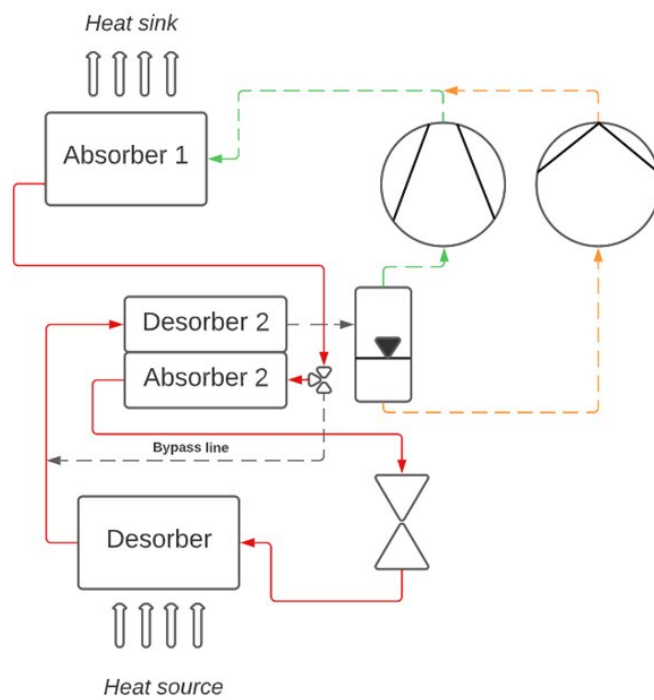 Heat sink
Absorber 1
Desorber 2
Absorber 2
Bypass line
Desorber
Heat source